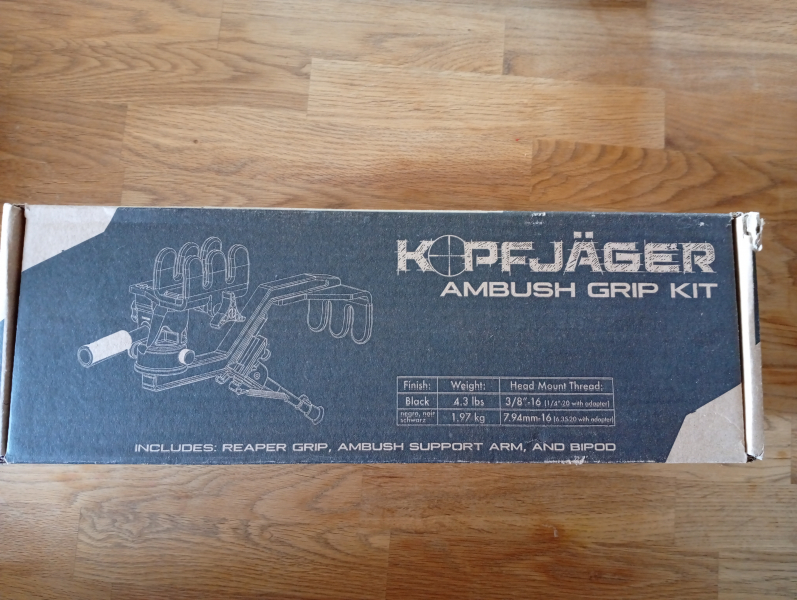 KOPFJÄGER
AMBUSH GRIP KIT
Finish: Weight: Head Mount Thread:
Black 4.3 lbs 3/8"-16 (1/4"-20 with adapter)
negro, noir schwarz 1.97 kg 7.94mm-16 (6.35-20 with adapter)
INCLUDES: REAPER GRIP, AMBUSH SUPPORT ARM, AND BIPOD